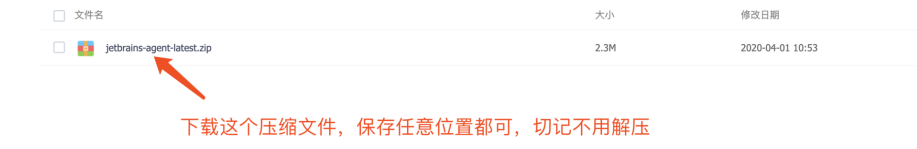 文件名 大小 修改日期
jetbrains-agent-latest.zip 2.3M 2020-04-01 10:53
下载这个压缩文件，保存任意位置都可，切记不用解压